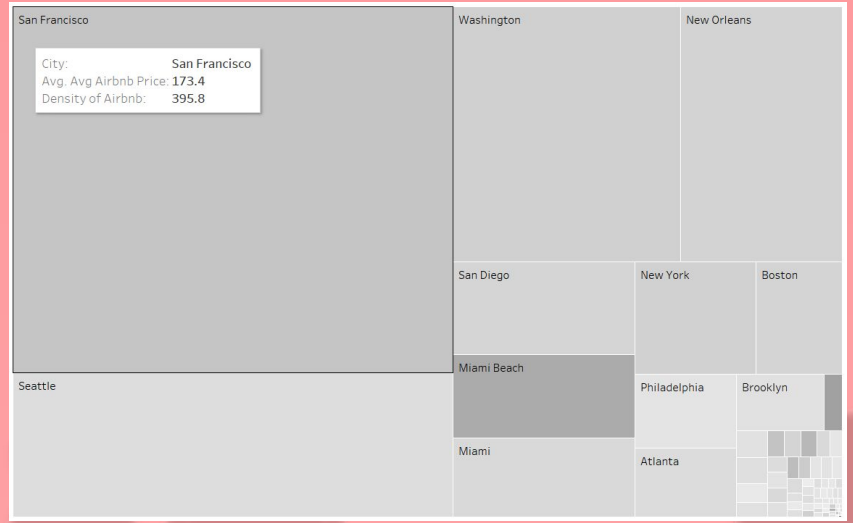 San Francisco
Washington
New Orleans
City: San Francisco
Avg. Avg Airbnb Price: 173.4
Density of Airbnb: 395.8
San Diego
New York
Boston
Miami Beach
Seattle
Philadelphia
Brooklyn
Miami
Atlanta